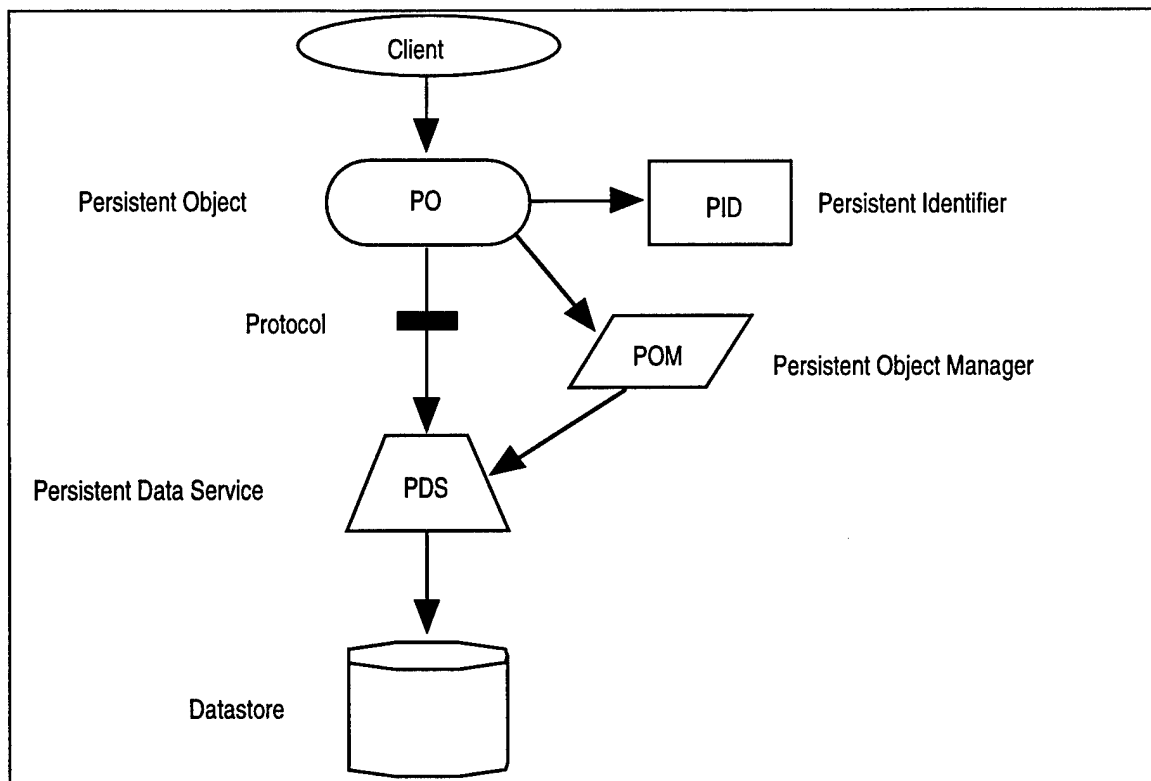 Client
Persistent Object
PO
PID
Persistent Identifier
Protocol
POM
Persistent Object Manager
Persistent Data Service
PDS
Datastore